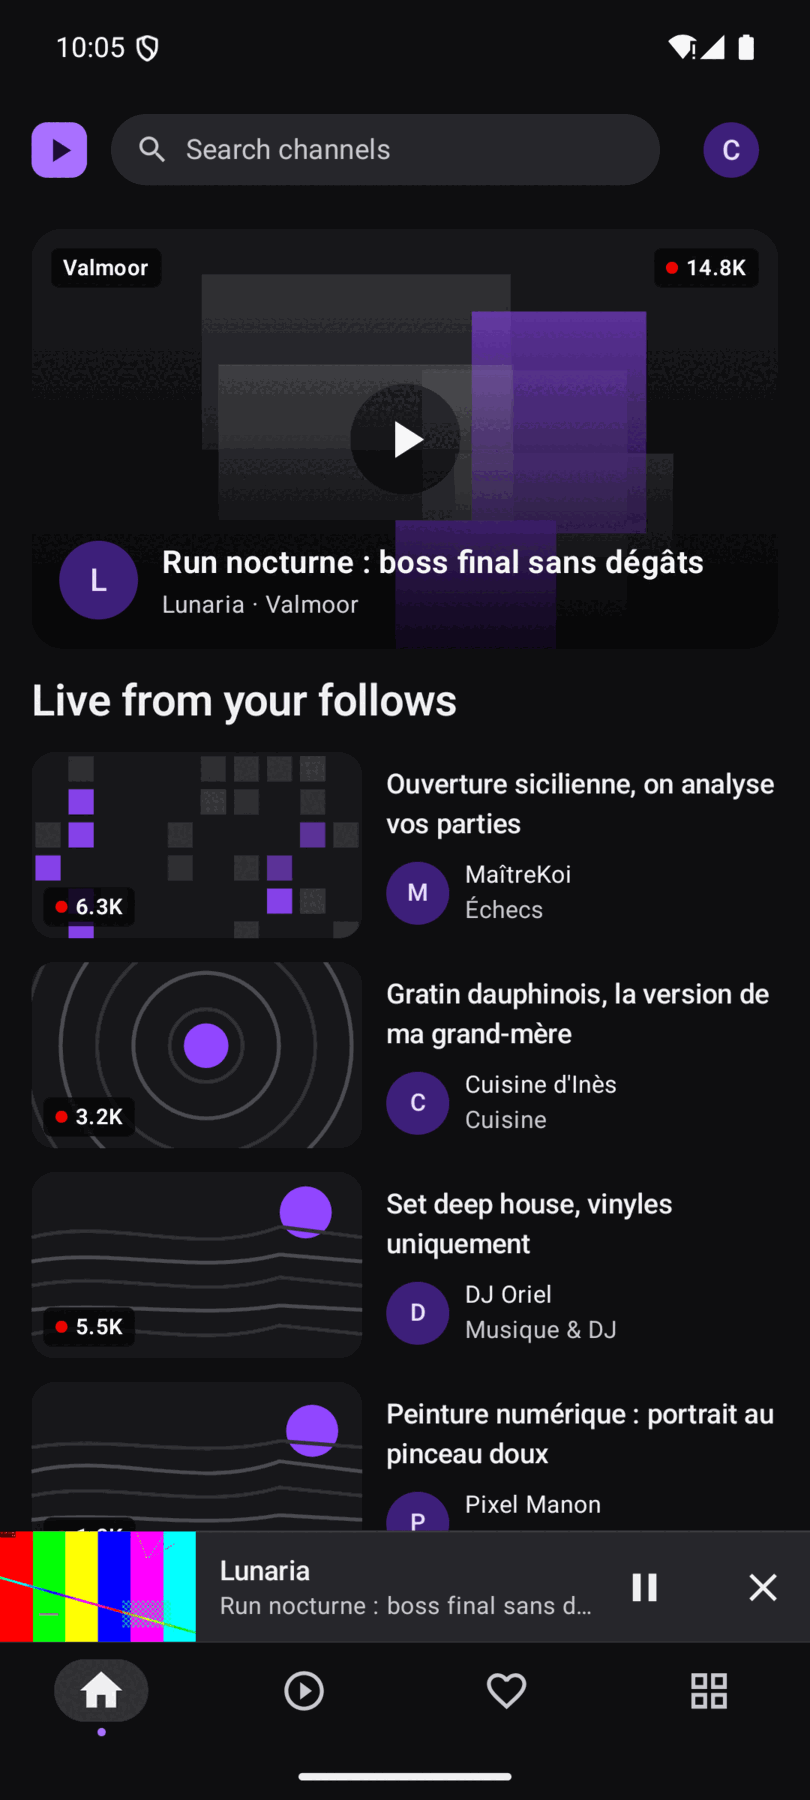 10:05
Search channels
C
Valmoor
14.8K
L
Run nocturne : boss final sans dégâts
Lunaria · Valmoor
Live from your follows
6.3K
Ouverture sicilienne, on analyse
vos parties
M
MaîtreKoi
Échecs
3.2K
Gratin dauphinois, la version de
ma grand-mère
C
Cuisine d'Inès
Cuisine
5.5K
Set deep house, vinyles
uniquement
D
DJ Oriel
Musique & DJ
Peinture numérique : portrait au
pinceau doux
P
Pixel Manon
Lunaria
Run nocturne : boss final sans d...